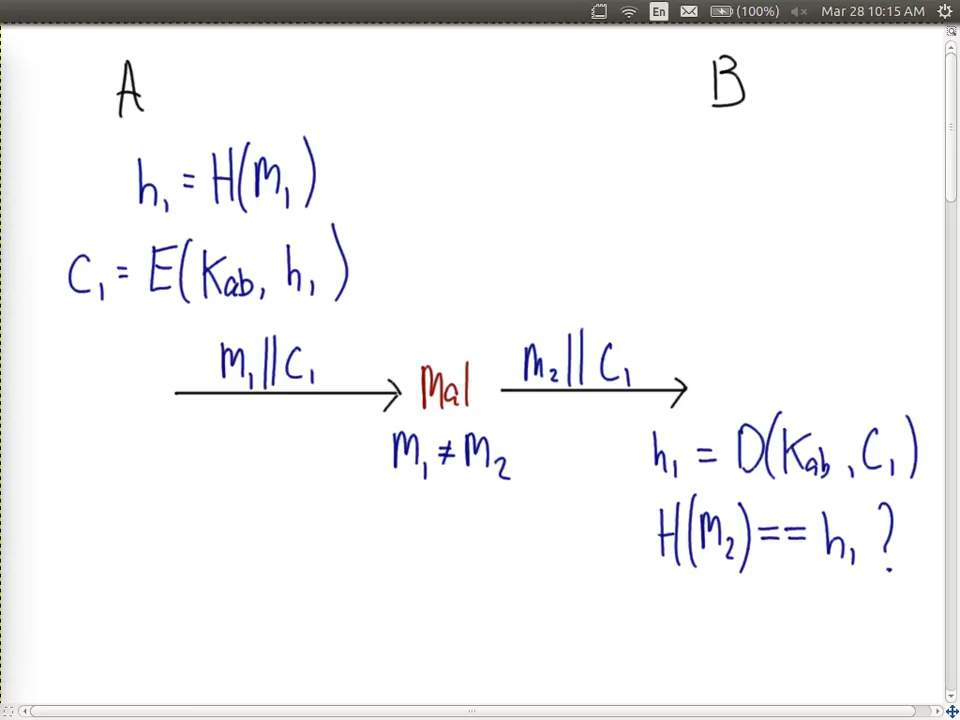 En (100%) Mar 28 10:15 AM
A B
h₁ = H(M₁)
C₁ = E(Kab, h₁)
M₁||C₁ Mal M₂||C₁
M₁ ≠ M₂
h₁ = D(Kab, C₁)
H(M₂) == h₁ ?